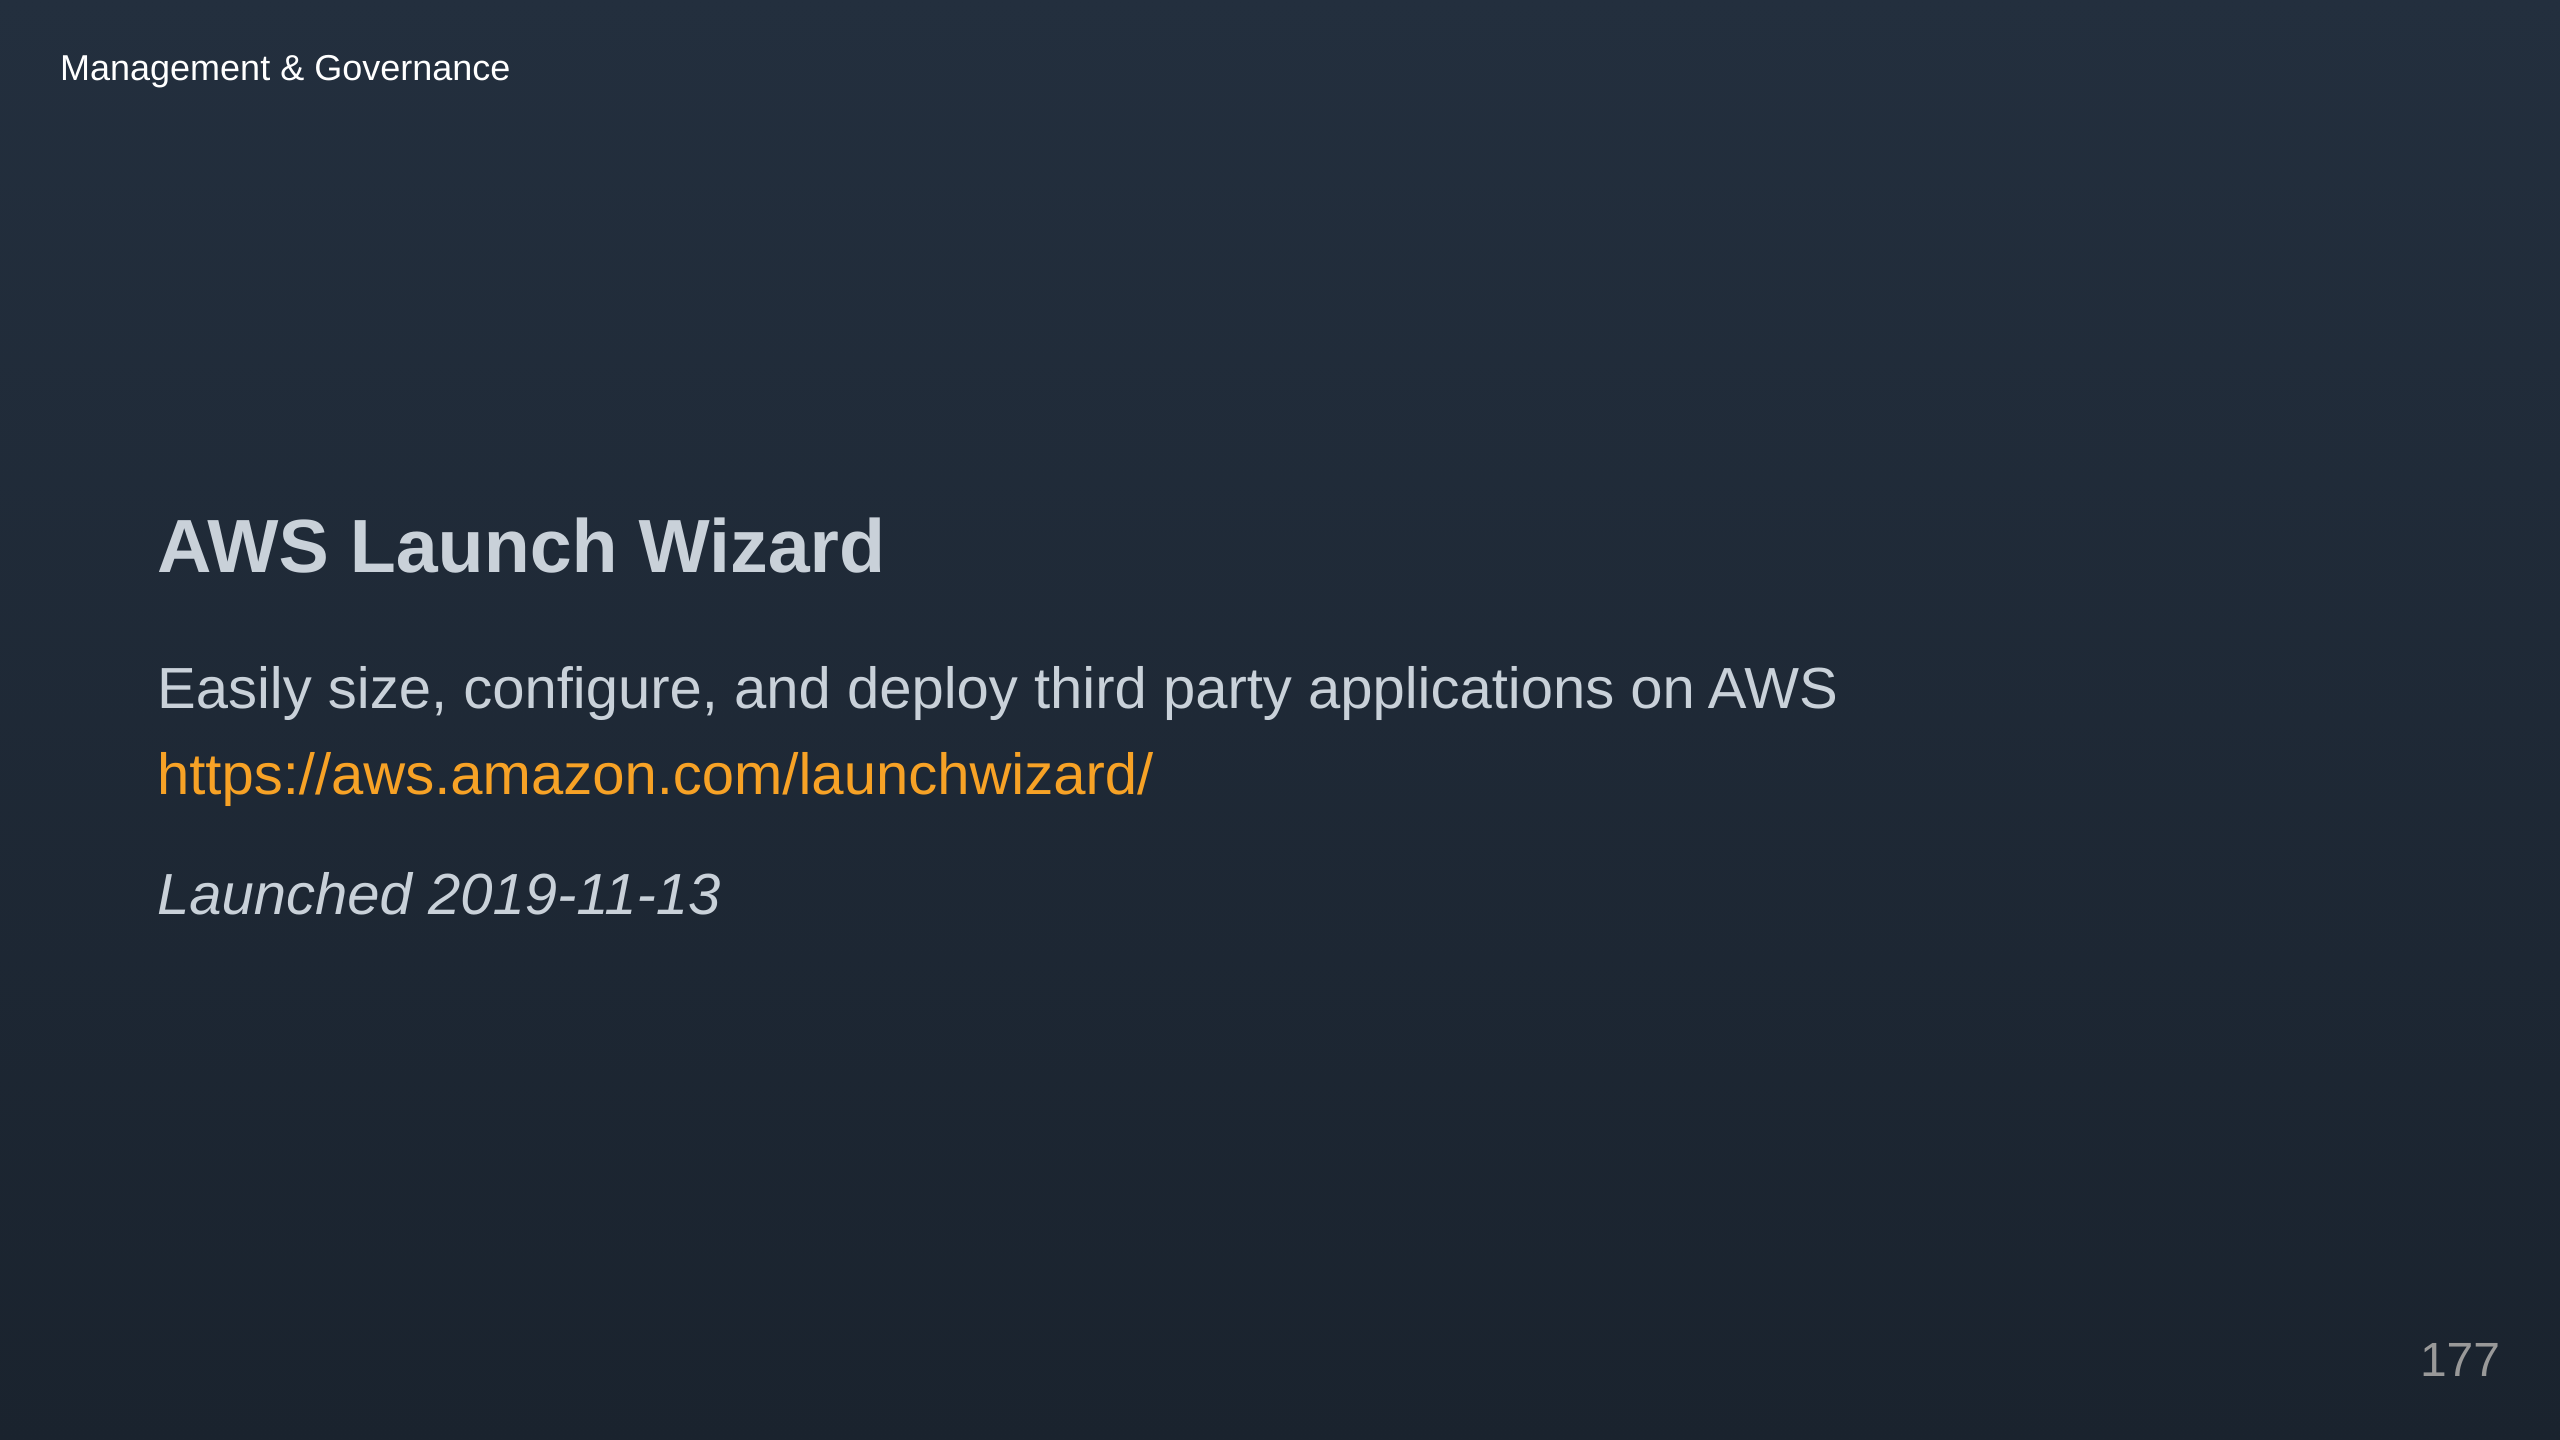 Management & Governance
AWS Launch Wizard
Easily size, configure, and deploy third party applications on AWS
https://aws.amazon.com/launchwizard/
Launched 2019-11-13
177